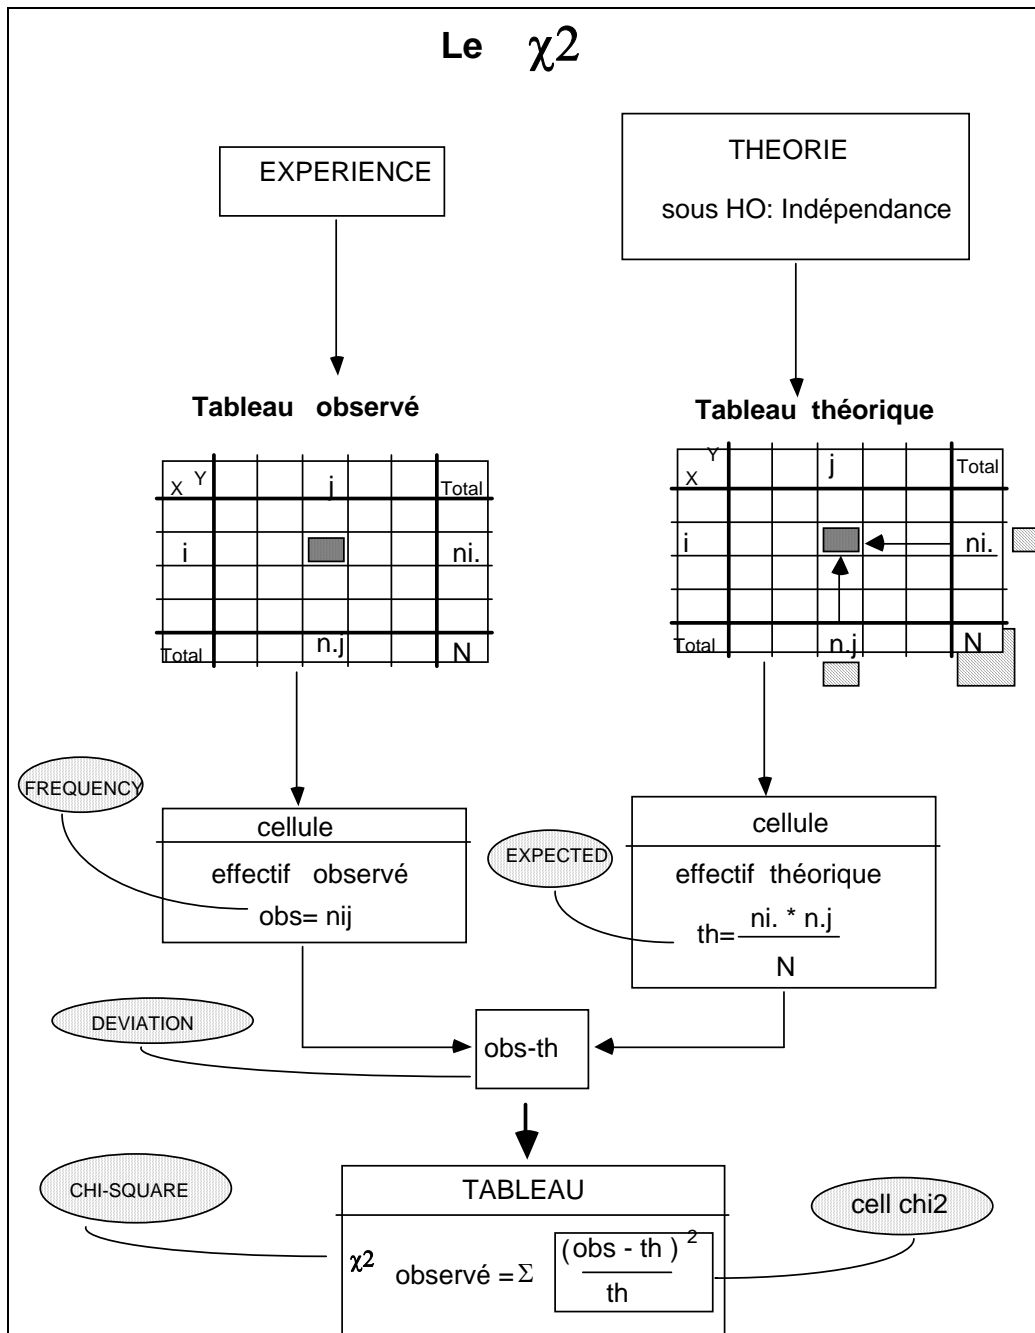 Le χ2
EXPERIENCE
THEORIE
sous HO: Indépendance
Tableau observé
X Y j Total
i ni.
Total n.j N
Tableau théorique
X Y j Total
i ni.
Total n.j N
FREQUENCY
cellule
effectif observé
obs= nij
EXPECTED
cellule
effectif théorique
th= ni. * n.j
N
DEVIATION
obs-th
CHI-SQUARE
TABLEAU
χ2 observé = Σ (obs - th ) 2
th
cell chi2